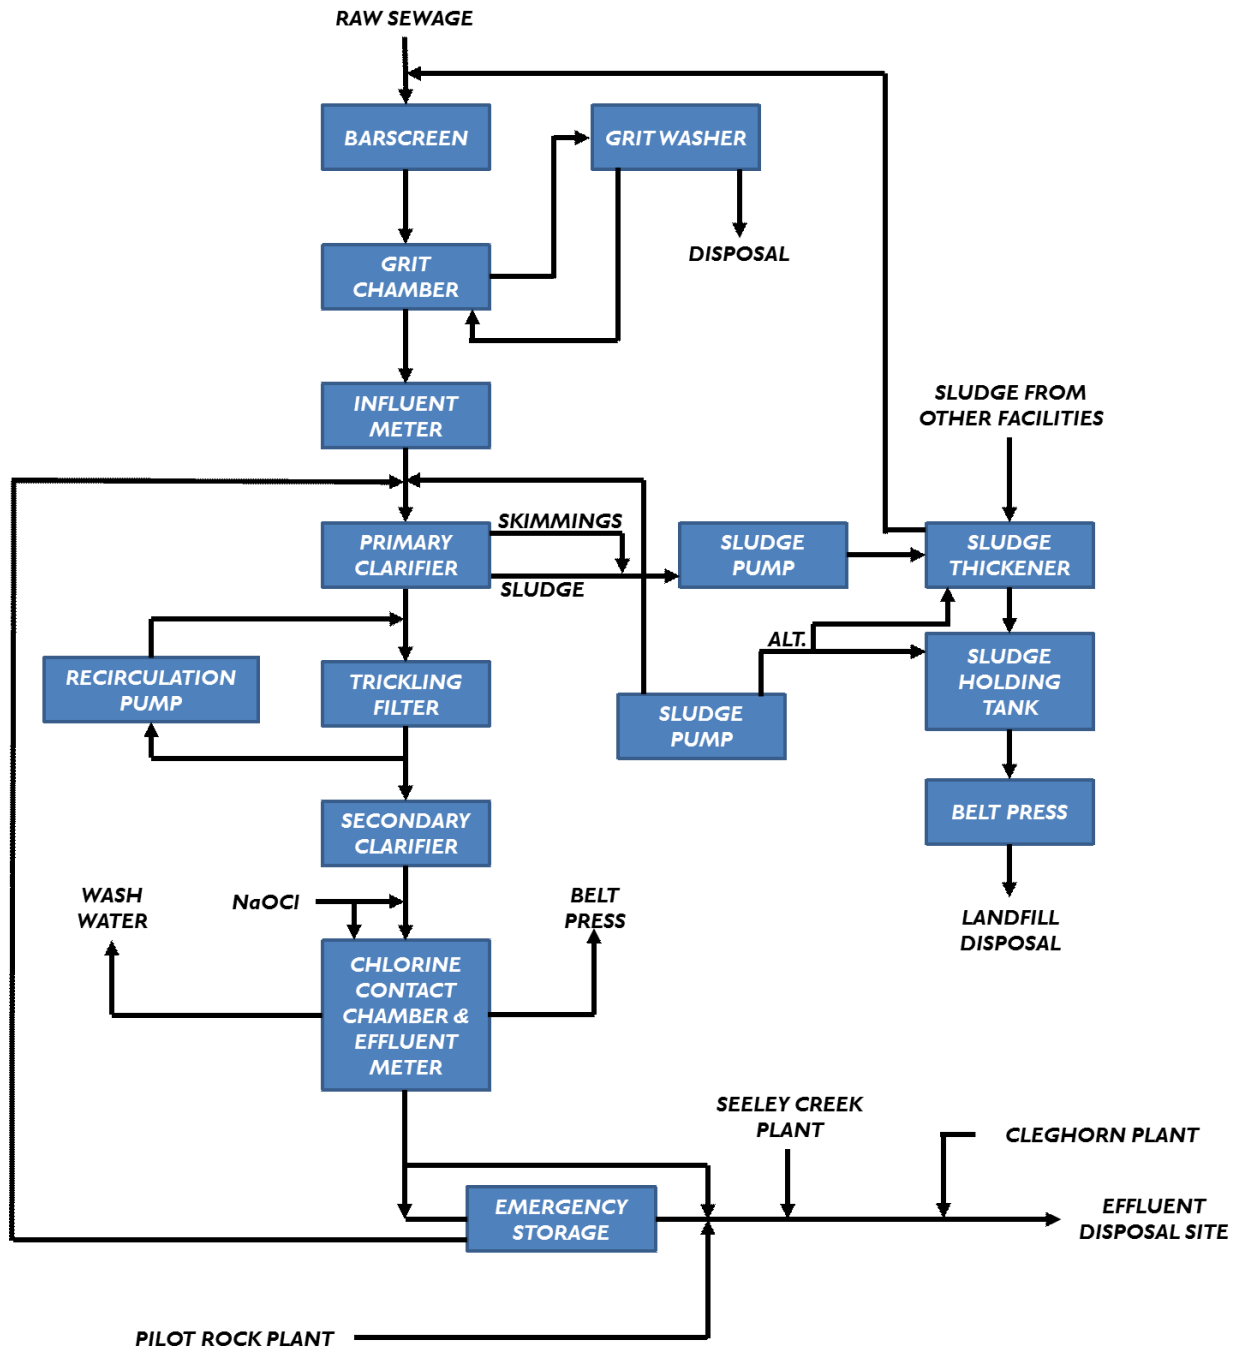 RAW SEWAGE
BARSCREEN
GRIT WASHER
GRIT
CHAMBER
DISPOSAL
INFLUENT
METER
SLUDGE FROM
OTHER FACILITIES
SKIMMINGS
PRIMARY
CLARIFIER
SLUDGE
SLUDGE
PUMP
SLUDGE
THICKENER
ALT.
RECIRCULATION
PUMP
TRICKLING
FILTER
SLUDGE
PUMP
SLUDGE
HOLDING
TANK
SECONDARY
CLARIFIER
BELT PRESS
WASH
WATER
NaOCl
BELT
PRESS
LANDFILL
DISPOSAL
CHLORINE
CONTACT
CHAMBER &
EFFLUENT
METER
SEELEY CREEK
PLANT
CLEGHORN PLANT
EMERGENCY
STORAGE
EFFLUENT
DISPOSAL SITE
PILOT ROCK PLANT